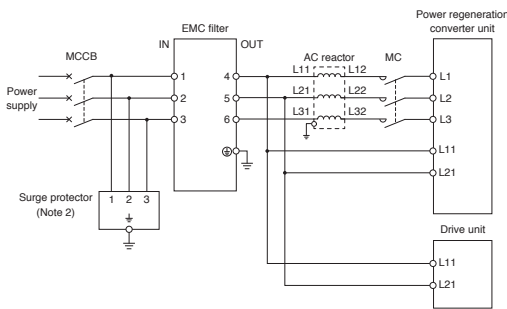 Power regeneration
converter unit
EMC filter
IN
OUT
MCCB
AC reactor
MC
Power
supply
1
4
L11
L12
L1
2
5
L21
L22
L2
3
6
L31
L32
L3
L11
L21
Surge protector
(Note 2)
1 2 3
Drive unit
L11
L21